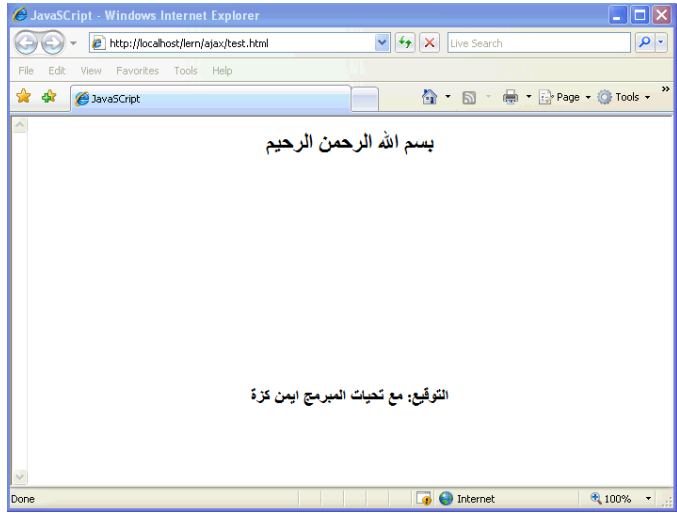 JavaSCript - Windows Internet Explorer
http://localhost/lern/ajax/test.html
Live Search
File Edit View Favorites Tools Help
JavaSCript
Page Tools »
بسم الله الرحمن الرحيم
التوقيع: مع تحيات المبرمج ايمن كزة
Done
Internet
100%